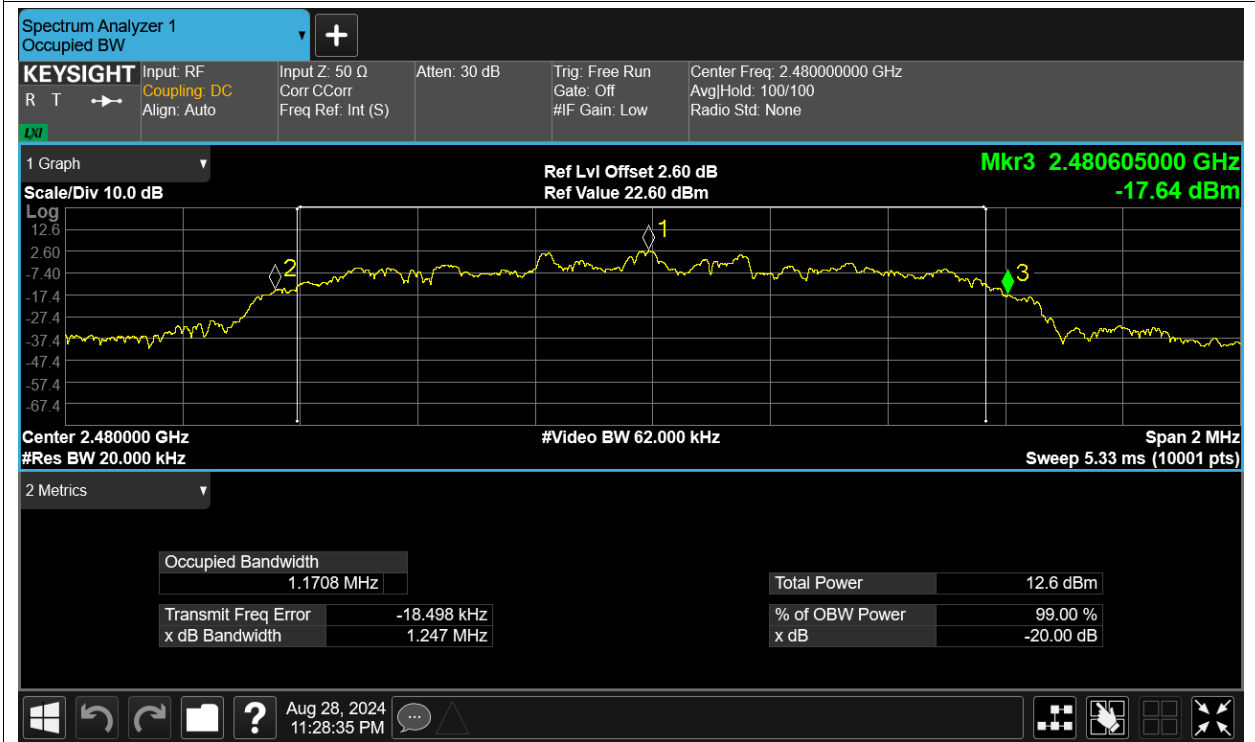 Spectrum Analyzer 1
Occupied BW
KEYSIGHT
R T
LXI
Input: RF
Coupling: DC
Align: Auto
Input Z: 50 Ω
Corr CCorr
Freq Ref: Int (S)
Atten: 30 dB
Trig: Free Run
Gate: Off
#IF Gain: Low
Center Freq: 2.480000000 GHz
Avg|Hold: 100/100
Radio Std: None
1 Graph
Scale/Div 10.0 dB
Ref Lvl Offset 2.60 dB
Ref Value 22.60 dBm
Mkr3 2.480605000 GHz
-17.64 dBm
Log
12.6
2.60
-7.40
-17.4
-27.4
-37.4
-47.4
-57.4
-67.4
1
2
3
Center 2.480000 GHz
#Res BW 20.000 kHz
#Video BW 62.000 kHz
Span 2 MHz
Sweep 5.33 ms (10001 pts)
2 Metrics
Occupied Bandwidth
1.1708 MHz
Transmit Freq Error -18.498 kHz
x dB Bandwidth 1.247 MHz
Total Power 12.6 dBm
% of OBW Power 99.00 %
x dB -20.00 dB
?
Aug 28, 2024
11:28:35 PM